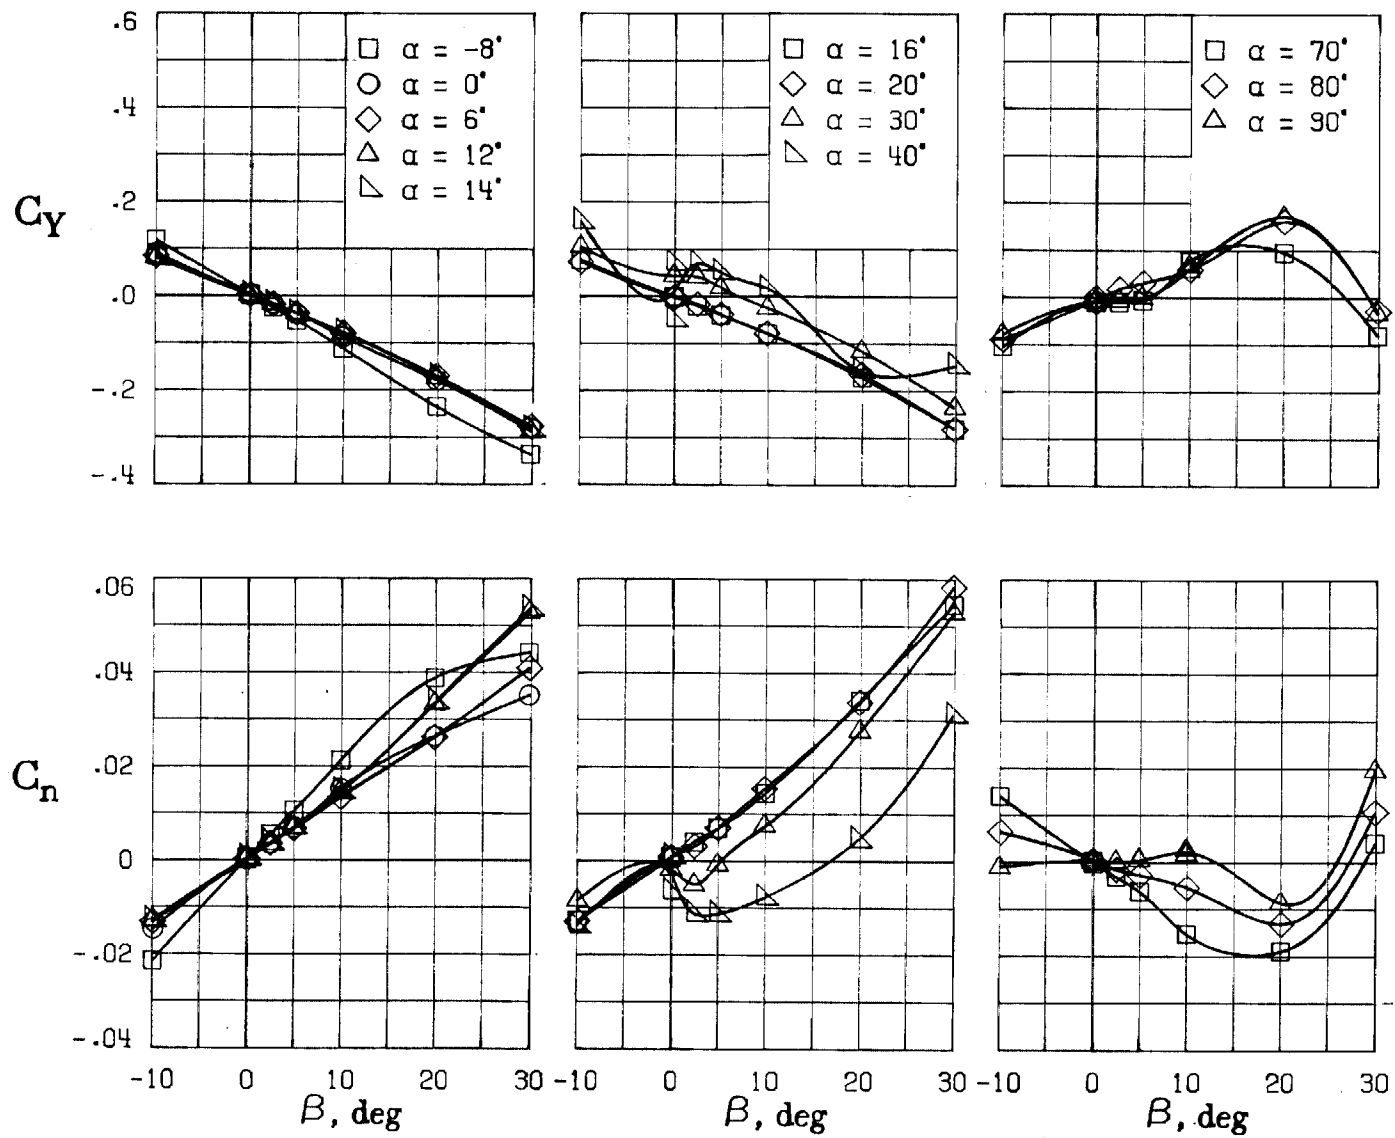 .6
.4
.2
.0
-.2
-.4
C_Y
□ α = -8°
○ α = 0°
◇ α = 6°
△ α = 12°
◺ α = 14°
□ α = 16°
◇ α = 20°
△ α = 30°
◺ α = 40°
□ α = 70°
◇ α = 80°
△ α = 90°
.06
.04
.02
0
-.02
-.04
C_n
-10 0 10 20 30
-10 0 10 20 30
-10 0 10 20 30
β, deg
β, deg
β, deg